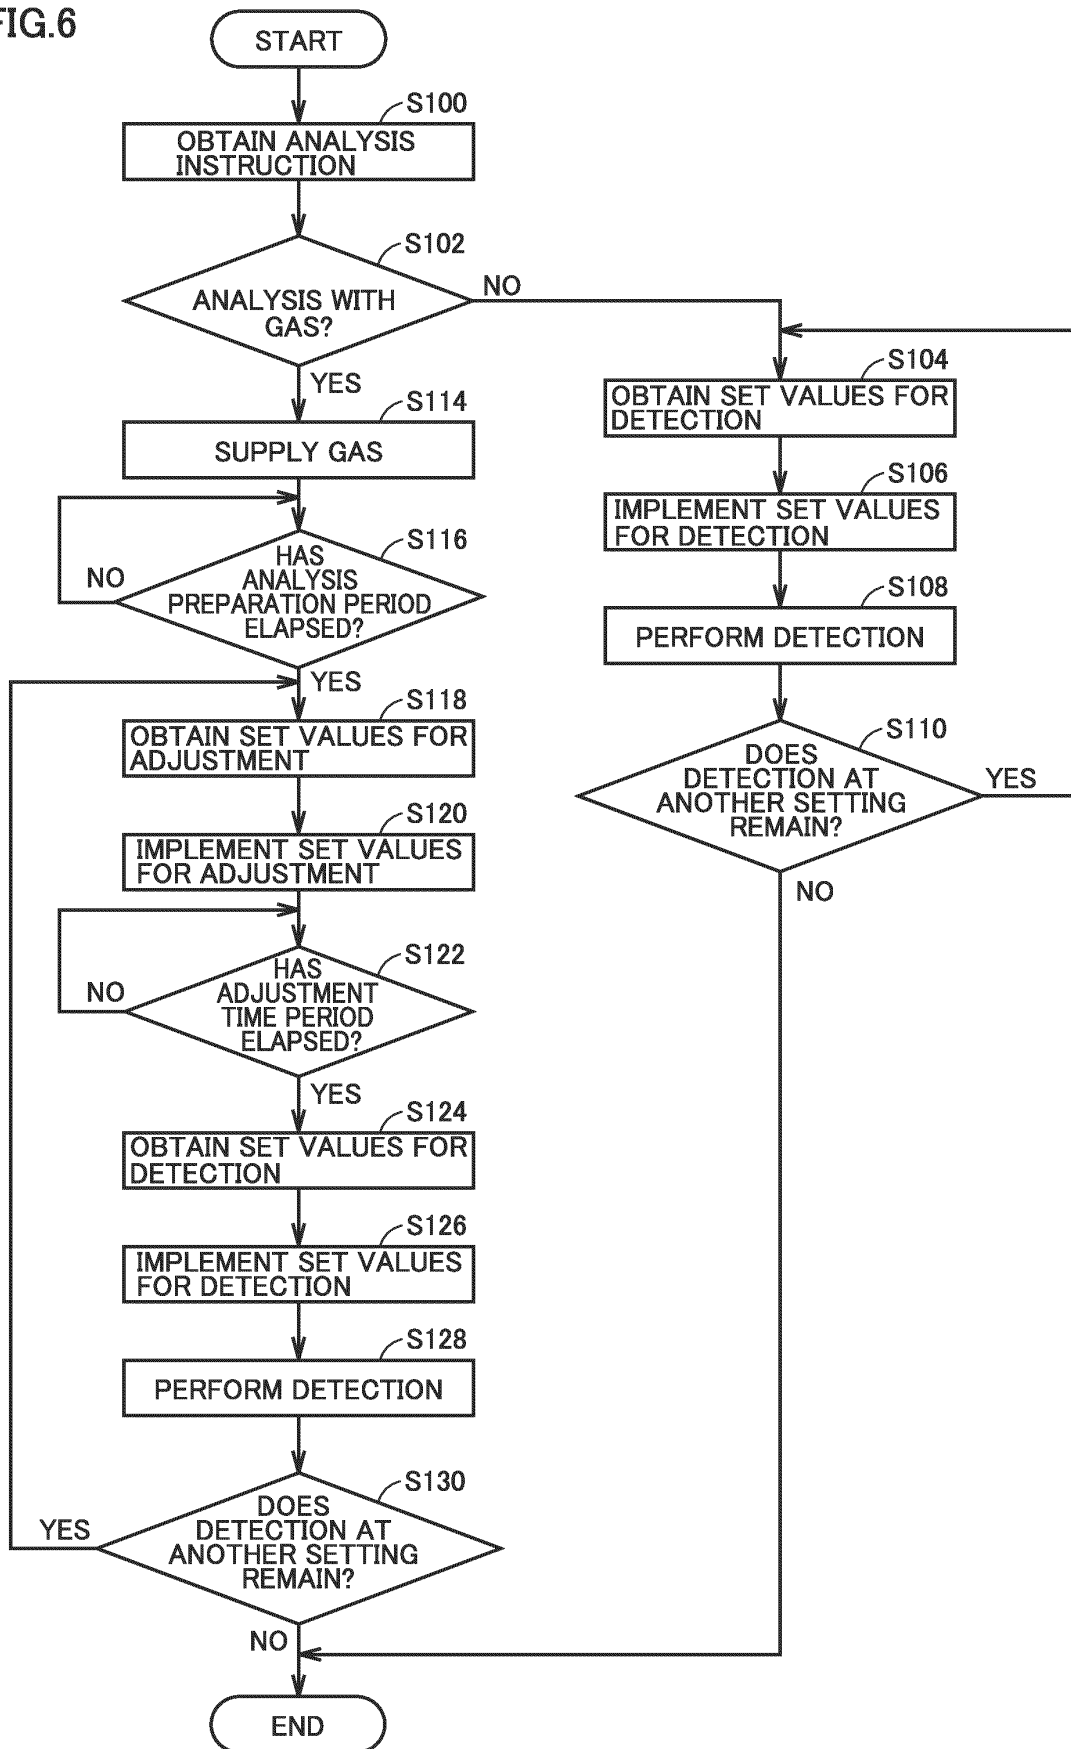 FIG.6
START
S100
OBTAIN ANALYSIS
INSTRUCTION
S102
ANALYSIS WITH
GAS?
NO
YES
S114
SUPPLY GAS
S116
HAS
ANALYSIS
PREPARATION PERIOD
ELAPSED?
NO
YES
S118
OBTAIN SET VALUES FOR
ADJUSTMENT
S120
IMPLEMENT SET VALUES
FOR ADJUSTMENT
S122
HAS
ADJUSTMENT
TIME PERIOD
ELAPSED?
NO
YES
S124
OBTAIN SET VALUES FOR
DETECTION
S126
IMPLEMENT SET VALUES
FOR DETECTION
S128
PERFORM DETECTION
S130
DOES
DETECTION AT
ANOTHER SETTING
REMAIN?
YES
NO
END
S104
OBTAIN SET VALUES FOR
DETECTION
S106
IMPLEMENT SET VALUES
FOR DETECTION
S108
PERFORM DETECTION
S110
DOES
DETECTION AT
ANOTHER SETTING
REMAIN?
YES
NO